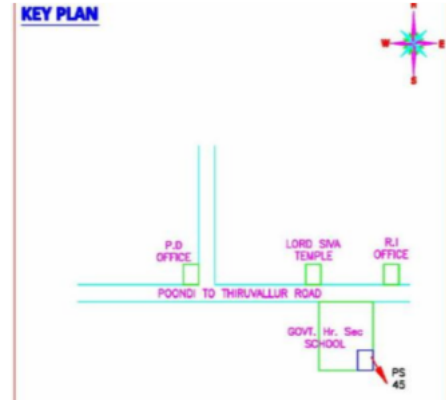 KEY PLAN
N
W
E
S
P.D
OFFICE
LORD SIVA
TEMPLE
R.I
OFFICE
POONDI TO THIRUVALLUR ROAD
GOVT. Hr. Sec
SCHOOL
PS
45